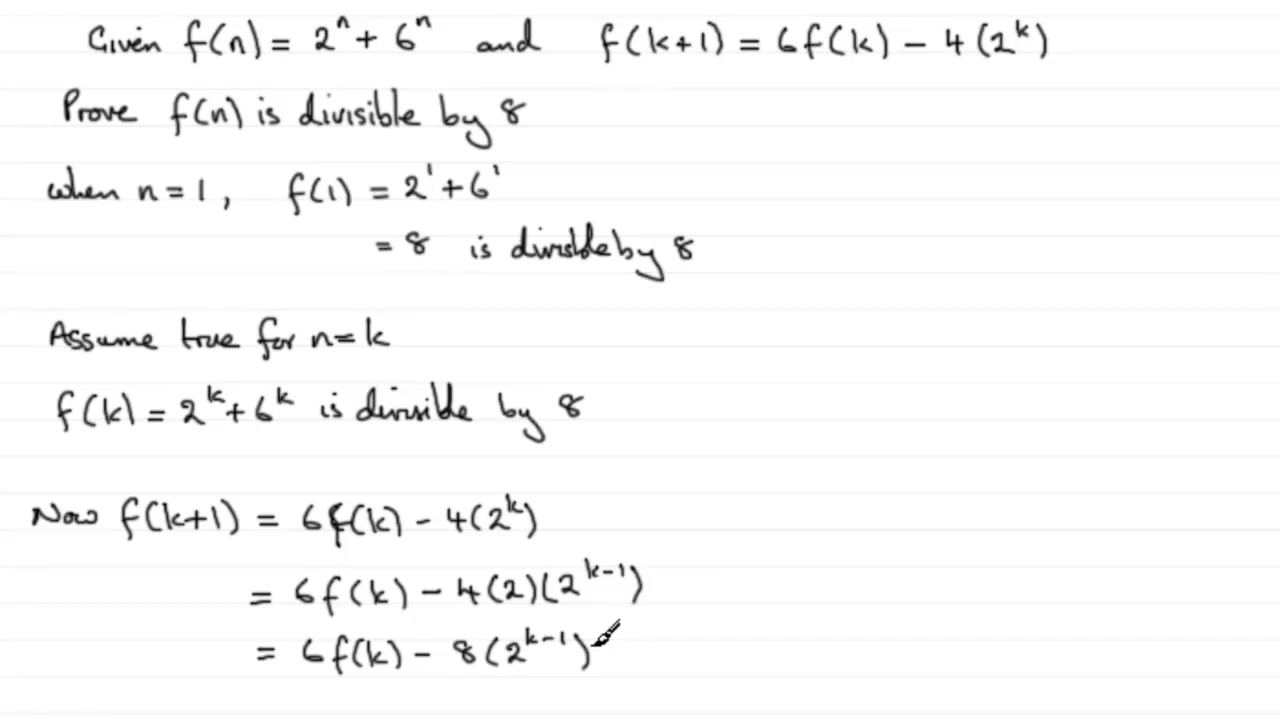 Given f(n) = 2ⁿ + 6ⁿ and f(k+1) = 6f(k) − 4(2ᵏ)
Prove f(n) is divisible by 8
when n = 1, f(1) = 2¹ + 6¹
= 8 is divisible by 8
Assume true for n = k
f(k) = 2ᵏ + 6ᵏ is divisible by 8
Now f(k+1) = 6f(k) − 4(2ᵏ)
= 6f(k) − 4(2)(2ᵏ⁻¹)
= 6f(k) − 8(2ᵏ⁻¹)